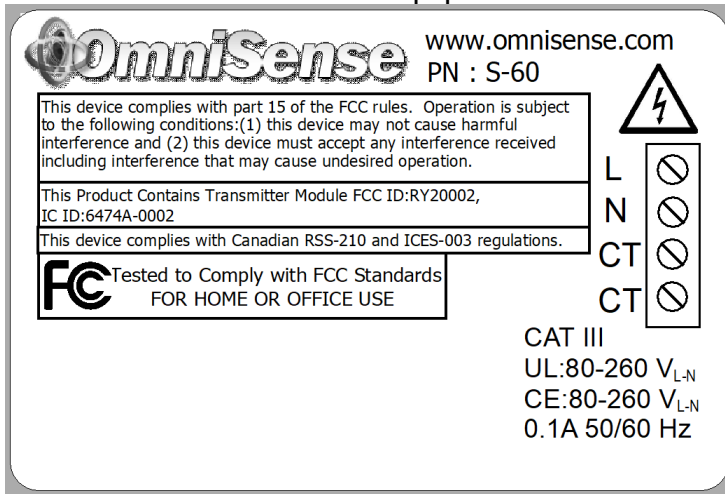 OmniSense
www.omnisense.com
PN : S-60
This device complies with part 15 of the FCC rules.  Operation is subject
to the following conditions:(1) this device may not cause harmful
interference and (2) this device must accept any interference received
including interference that may cause undesired operation.
This Product Contains Transmitter Module FCC ID:RY20002,
IC ID:6474A-0002
This device complies with Canadian RSS-210 and ICES-003 regulations.
FC Tested to Comply with FCC Standards
FOR HOME OR OFFICE USE
L
N
CT
CT
CAT III
UL:80-260 VL-N
CE:80-260 VL-N
0.1A 50/60 Hz